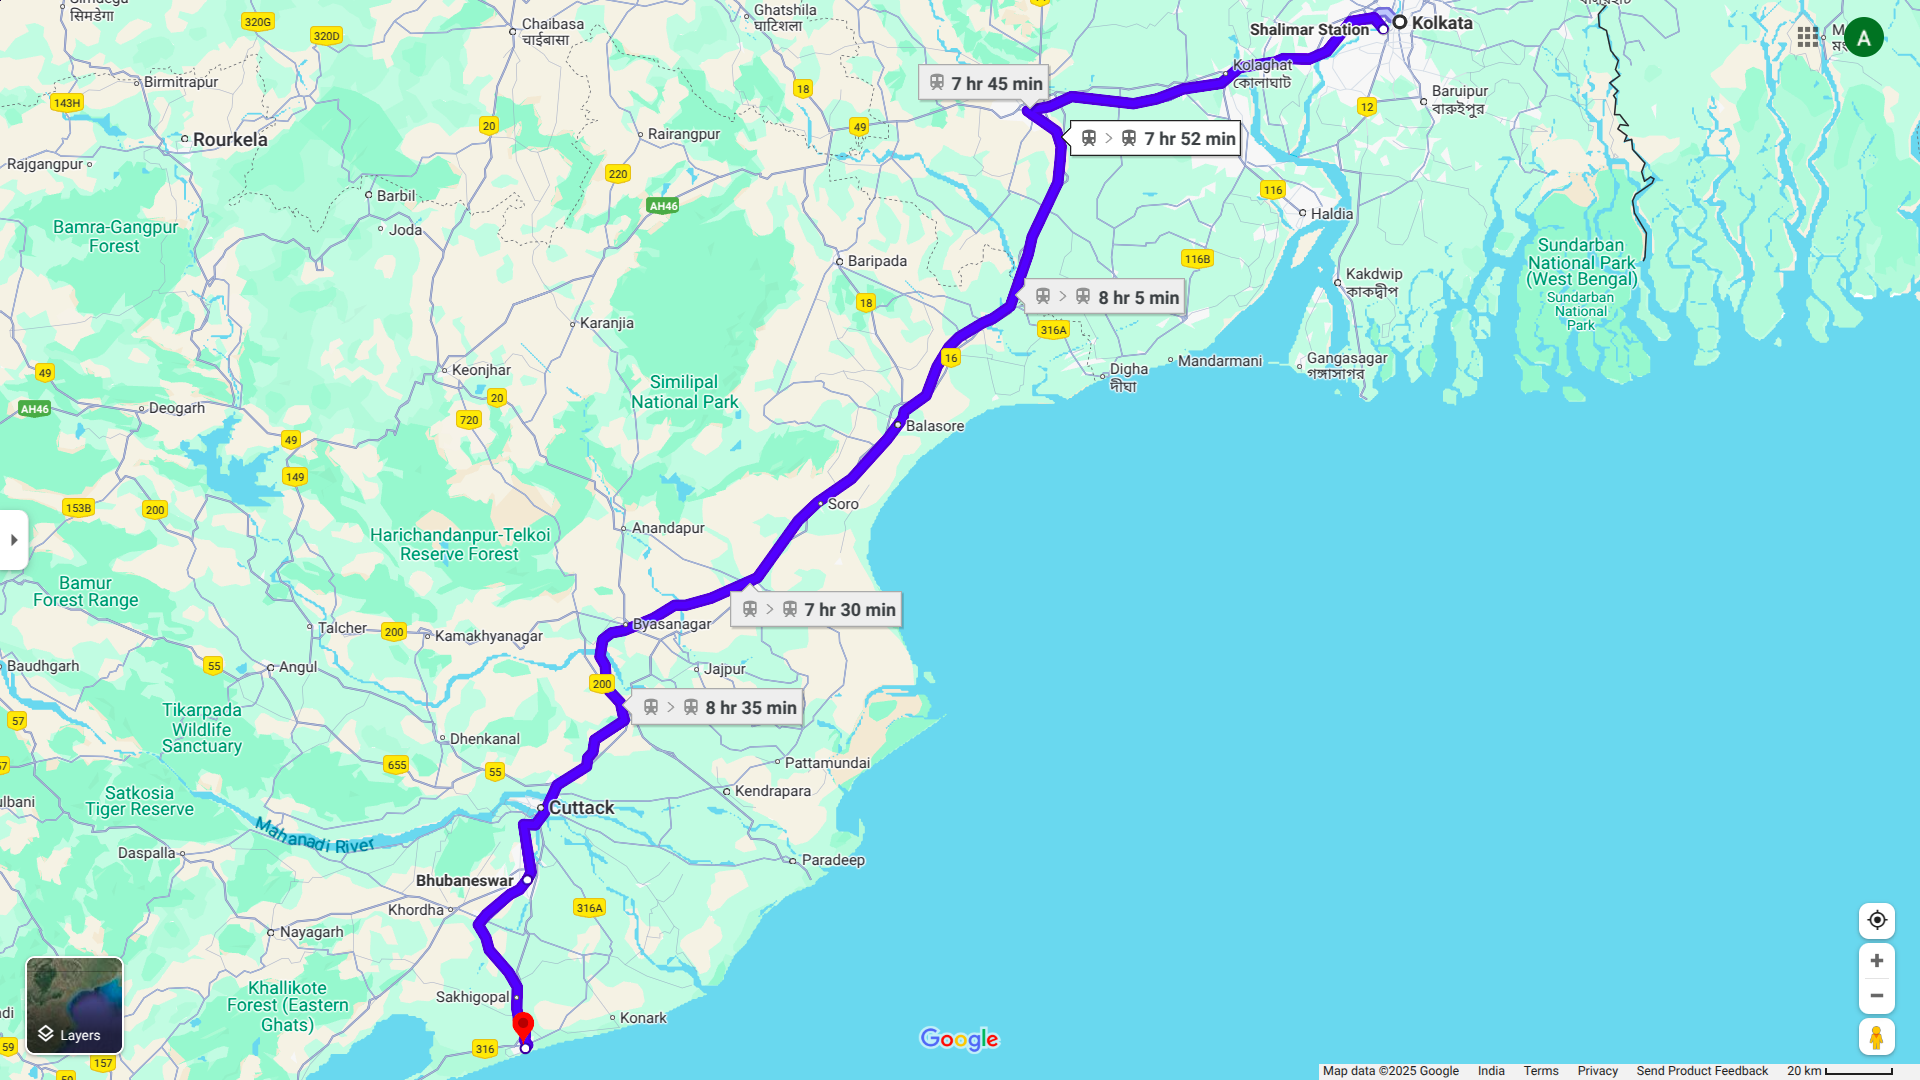 সিমডেগা
सिमडेगा
320G
320D
Chaibasa
চাইবাসা
Ghatshila
ঘাটশিলা
Shalimar Station
Kolkata
A
Birmitrapur
143H
Rourkela
Rajgangpur
20
18
7 hr 45 min
49
Kolaghat
কোলাঘাট
Baruipur
বারুইপুর
12
Rairangpur
7 hr 52 min
220
Barbil
AH46
116
Haldia
Bamra-Gangpur
Forest
Joda
Baripada
116B
Sundarban
National Park
(West Bengal)
Sundarban
National
Park
Kakdwip
কাকদ্বীপ
18
8 hr 5 min
Karanjia
316A
16
Mandarmani
Gangasagar
গঙ্গাসাগর
Digha
দীঘা
49
Keonjhar
Similipal
National Park
AH46
Deogarh
20
720
49
Balasore
149
153B
200
Soro
Anandapur
Harichandanpur-Telkoi
Reserve Forest
Bamur
Forest Range
7 hr 30 min
Talcher
200
Kamakhyanagar
Byasanagar
Baudhgarh
55
Angul
Jajpur
200
57
Tikarpada
Wildlife
Sanctuary
8 hr 35 min
Dhenkanal
57
655
55
Pattamundai
Satkosia
Tiger Reserve
Kendrapara
ulbani
Cuttack
Mahanadi River
Daspalla
Paradeep
Bhubaneswar
Khordha
316A
Nayagarh
Khallikote
Forest (Eastern
Ghats)
Sakhigopal
Konark
Layers
59
157
316
59
Google
Map data ©2025 Google India Terms Privacy Send Product Feedback 20 km